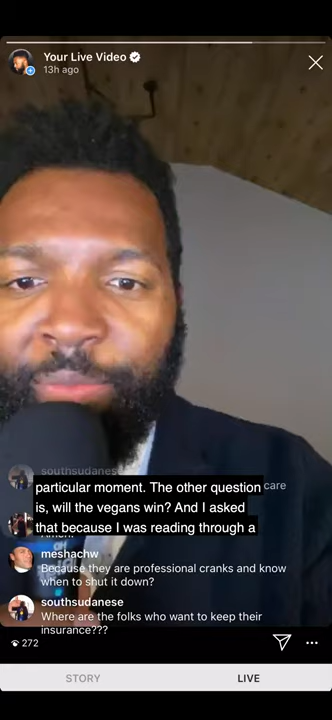 Your Live Video
13h ago
southsudanese
care
particular moment. The other question
is, will the vegans win? And I asked
that because I was reading through a
Amen.
meshachw
Because they are professional cranks and know
when to shut it down?
southsudanese
Where are the folks who want to keep their
insurance???
272
STORY
LIVE